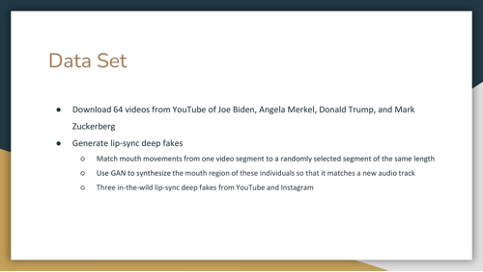 Data Set
● Download 64 videos from YouTube of Joe Biden, Angela Merkel, Donald Trump, and Mark
Zuckerberg
● Generate lip-sync deep fakes
○ Match mouth movements from one video segment to a randomly selected segment of the same length
○ Use GAN to synthesize the mouth region of these individuals so that it matches a new audio track
○ Three in-the-wild lip-sync deep fakes from YouTube and Instagram